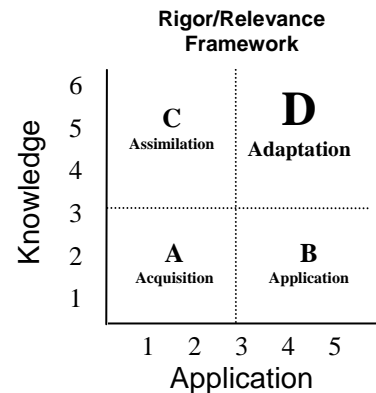 Rigor/Relevance
Framework
Knowledge
6
5
4
3
2
1
C
Assimilation
D
Adaptation
A
Acquisition
B
Application
1 2 3 4 5
Application